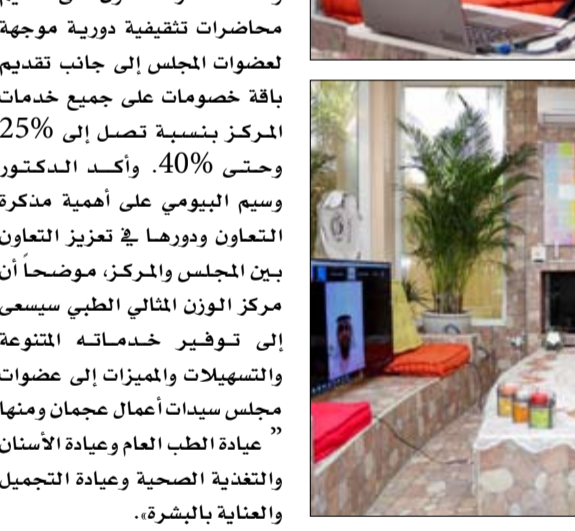 محاضرات تثقيفية دورية موجهة
لعضوات المجلس إلى جانب تقديم
باقة خصومات على جميع خدمات
المركز بنسبة تصل إلى 25%
وحتى 40%. وأكد الدكتور
وسيم البيومي على أهمية مذكرة
التعاون ودورها في تعزيز التعاون
بين المجلس والمركز، موضحاً أن
مركز الوزن المثالي الطبي سيسعى
إلى توفير خدماته المتنوعة
والتسهيلات والمميزات إلى عضوات
مجلس سيدات أعمال عجمان ومنها
” عيادة الطب العام وعيادة الأسنان
والتغذية الصحية وعيادة التجميل
والعناية بالبشرة».